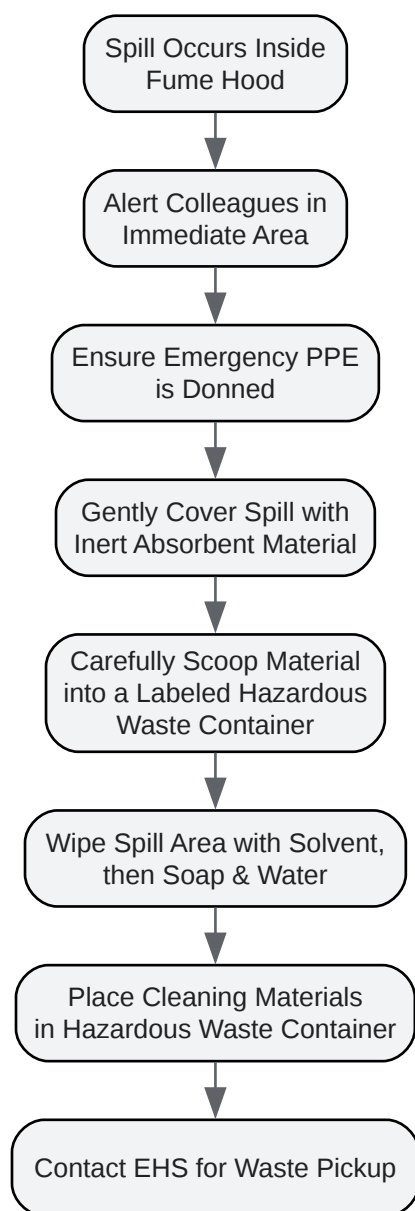 Spill Occurs Inside
Fume Hood
Alert Colleagues in
Immediate Area
Ensure Emergency PPE
is Donned
Gently Cover Spill with
Inert Absorbent Material
Carefully Scoop Material
into a Labeled Hazardous
Waste Container
Wipe Spill Area with Solvent,
then Soap & Water
Place Cleaning Materials
in Hazardous Waste Container
Contact EHS for Waste Pickup